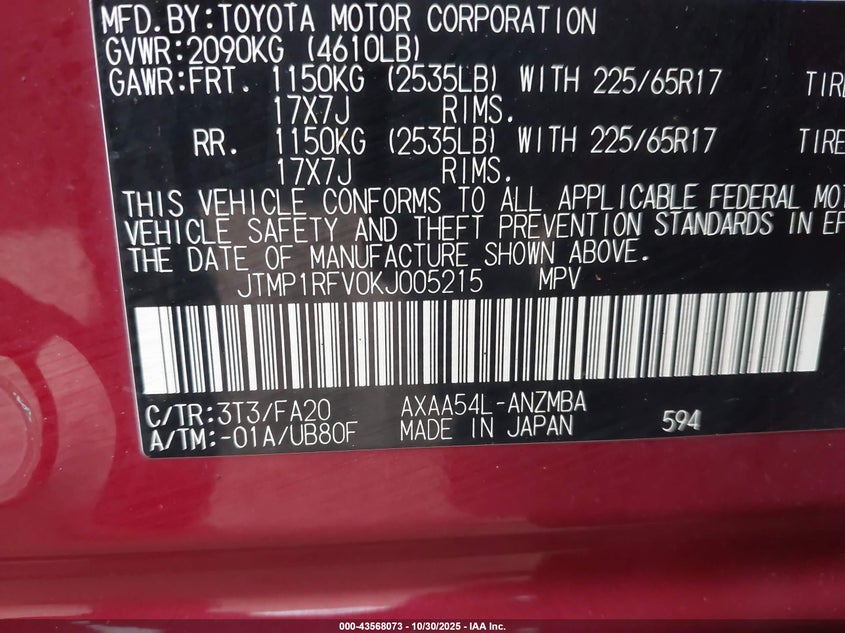 MFD.BY:TOYOTA MOTOR CORPORATION
GVWR:2090KG (4610LB)
GAWR:FRT. 1150KG (2535LB) WITH 225/65R17 TIRE
17X7J RIMS.
RR. 1150KG (2535LB) WITH 225/65R17 TIRE
17X7J RIMS.
THIS VEHICLE CONFORMS TO ALL APPLICABLE FEDERAL MOT
VEHICLE SAFETY AND THEFT PREVENTION STANDARDS IN EF
THE DATE OF MANUFACTURE SHOWN ABOVE.
JTMP1RFV0KJ005215 MPV
C/TR:3T3/FA20 AXAA54L-ANZMBA 594
A/TM:-01A/UB80F MADE IN JAPAN
000-43568073 - 10/30/2025 - IAA Inc.